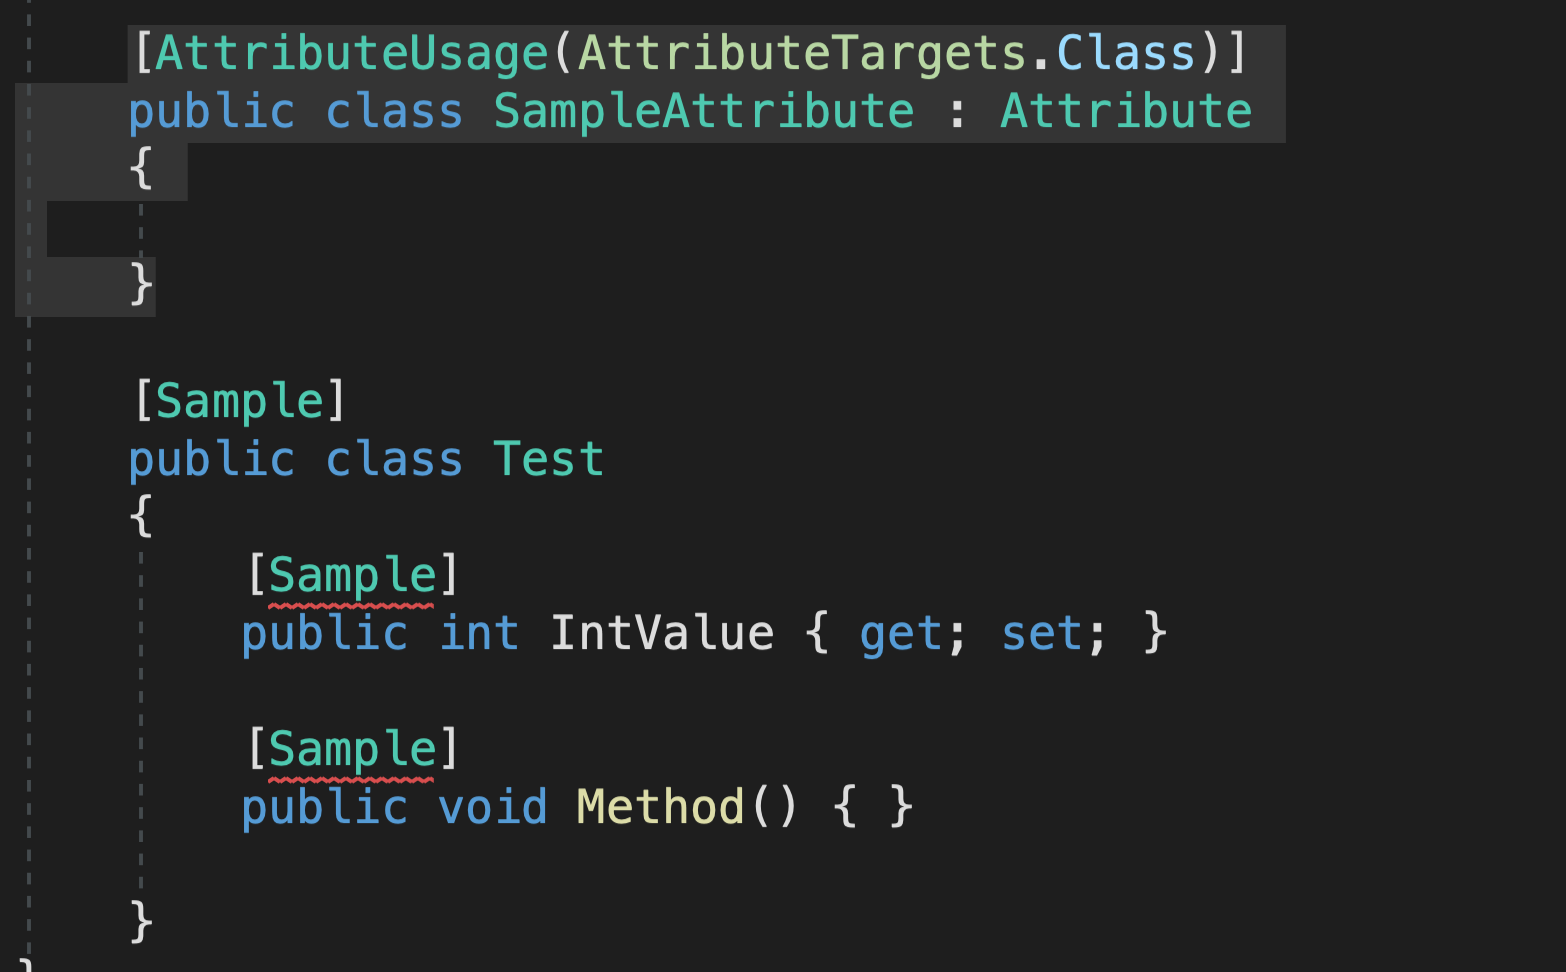 [AttributeUsage(AttributeTargets.Class)]
public class SampleAttribute : Attribute
{
}
[Sample]
public class Test
{
[Sample]
public int IntValue { get; set; }
[Sample]
public void Method() { }
}
}